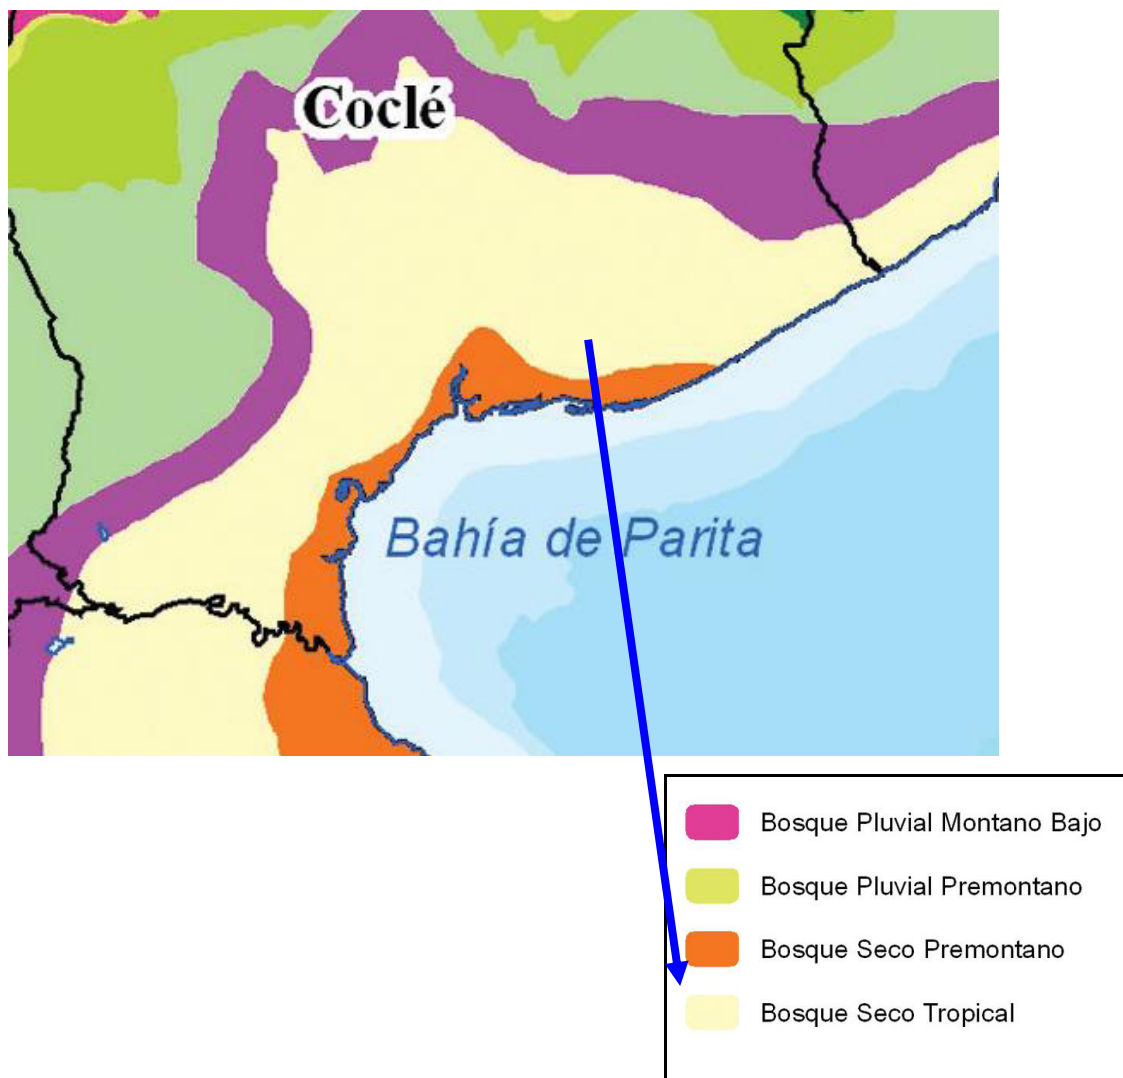 Coclé
Bahía de Parita
Bosque Pluvial Montano Bajo
Bosque Pluvial Premontano
Bosque Seco Premontano
Bosque Seco Tropical